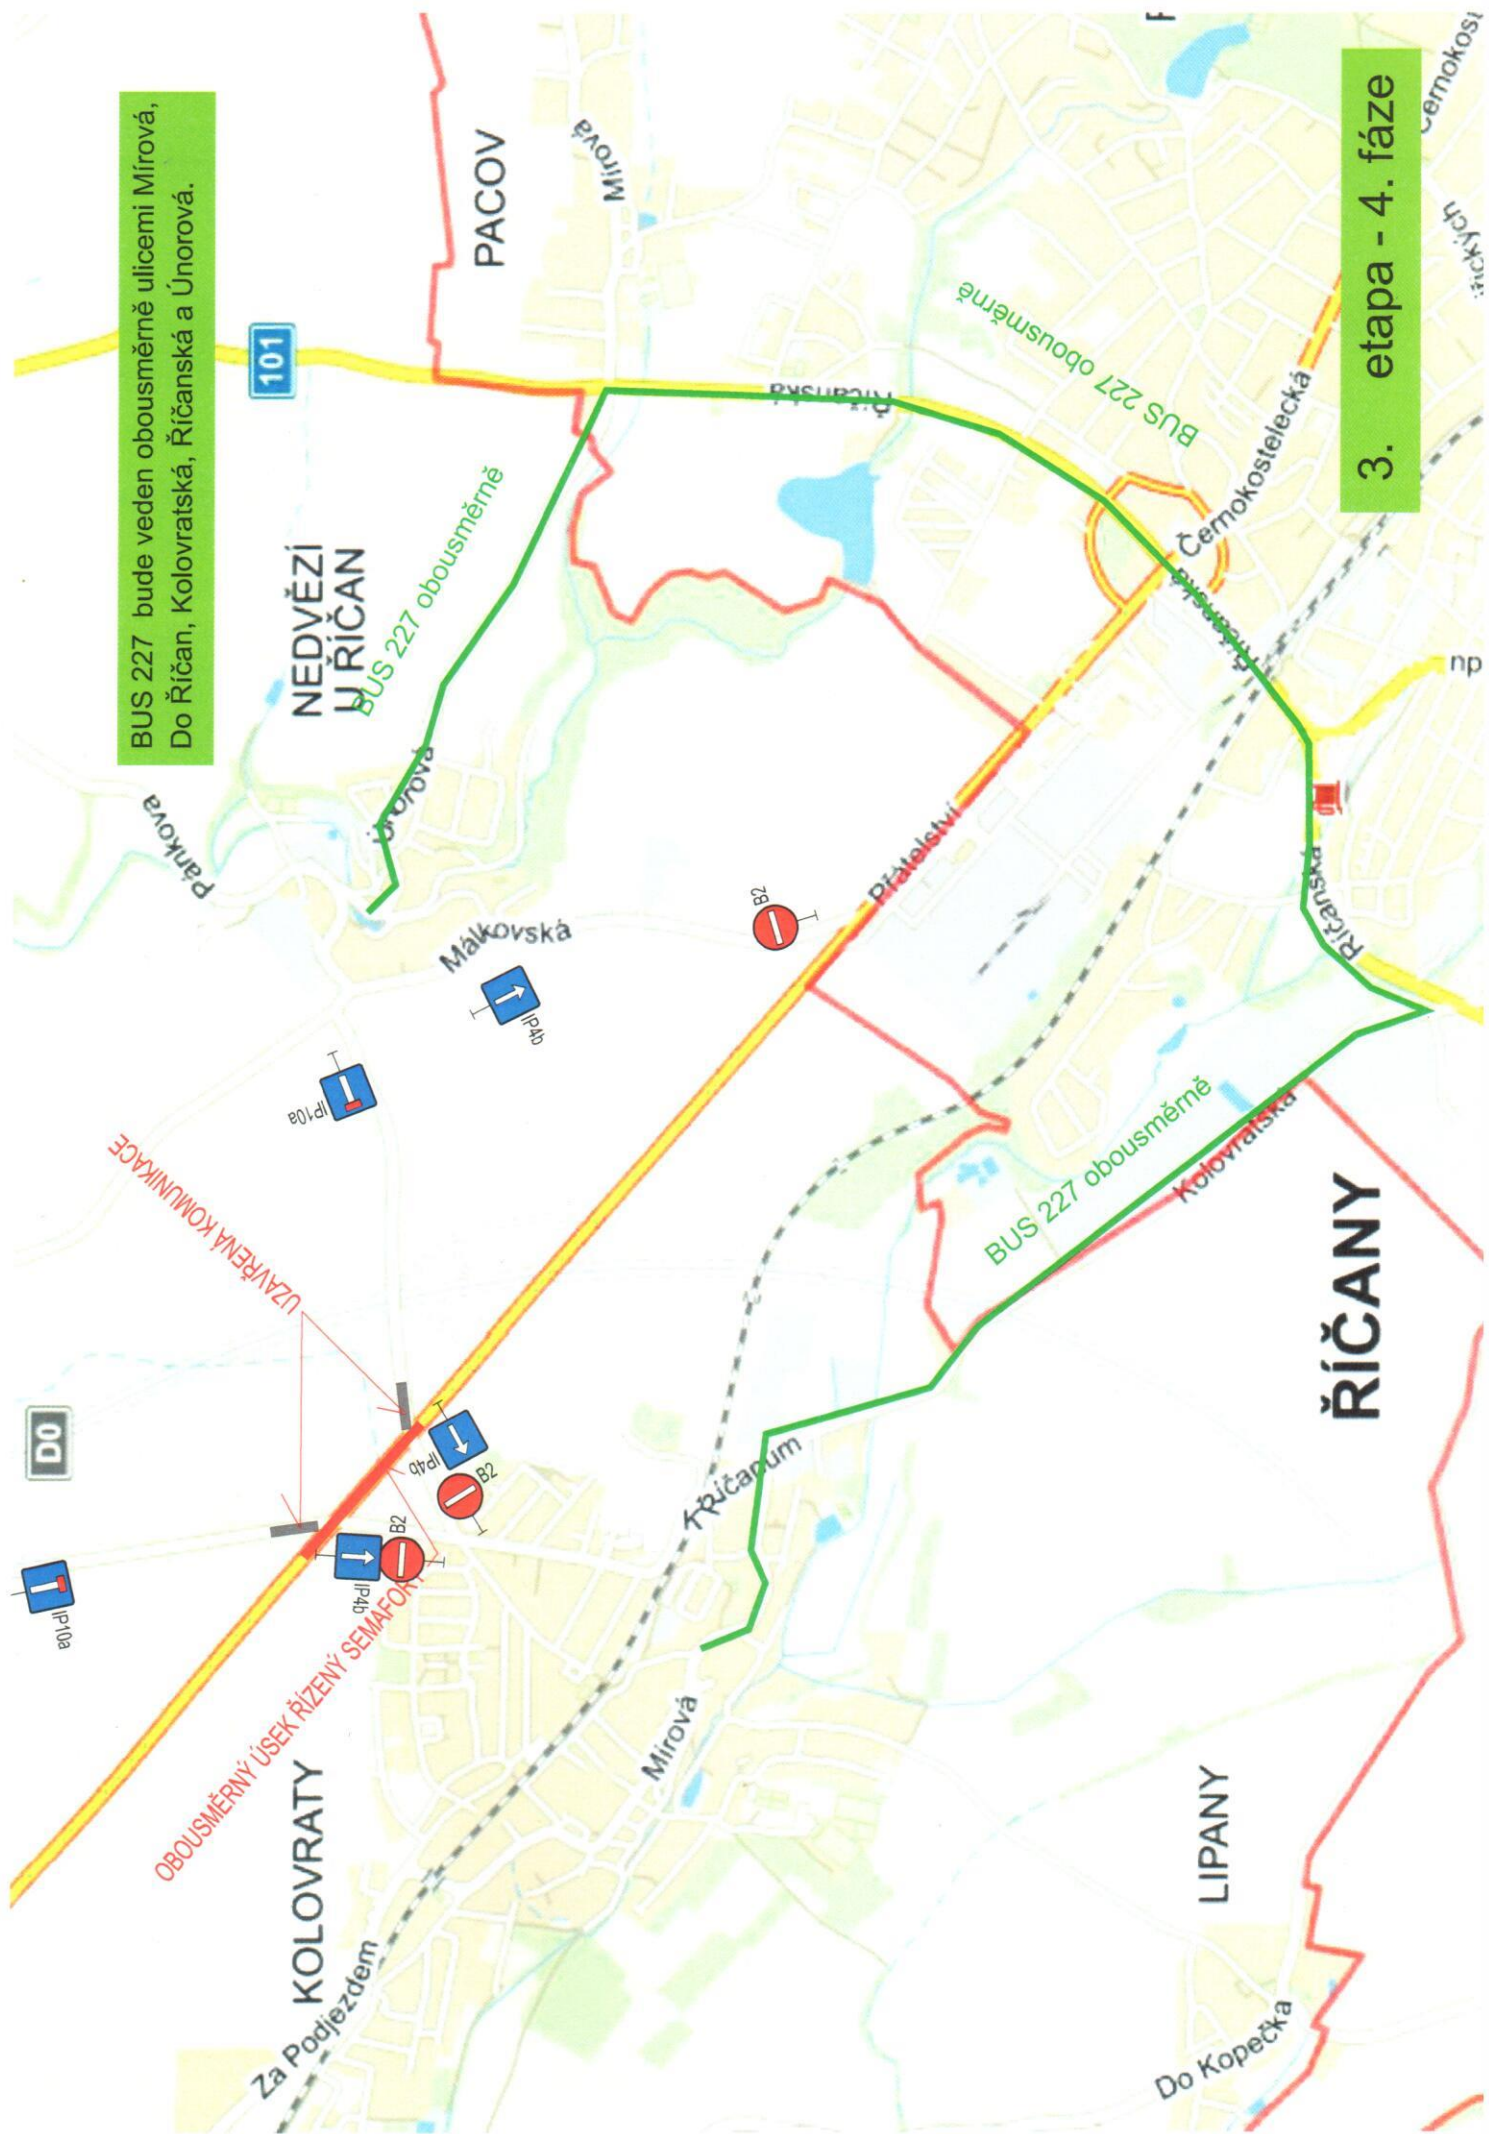 BUS 227 bude veden obousměrně ulicemi Mírová,
Do Říčan, Kolovratská, Říčanská a Únorová.
D0
101
IP10a
Pánkova
UZAVŘENÁ KOMUNIKACE
NEDVĚZÍ
U ŘÍČAN
IP10a
Únorová
BUS 227 obousměrně
PACOV
Mírová
IP4b
B2
IP4b
B2
OBOUSMĚRNÝ ÚSEK ŘÍZENÝ SEMAFORY
KOLOVRATY
Za Podjezdem
Málkovská
IP4b
B2
Přátelství
Říčanská
BUS 227 obousměrně
Mírová
K Říčanům
Černokostelecká
Říčanská
BUS 227 obousměrně
Kolovratská
Říčanská
np
LIPANY
Do Kopečka
ŘÍČANY
3. etapa - 4. fáze